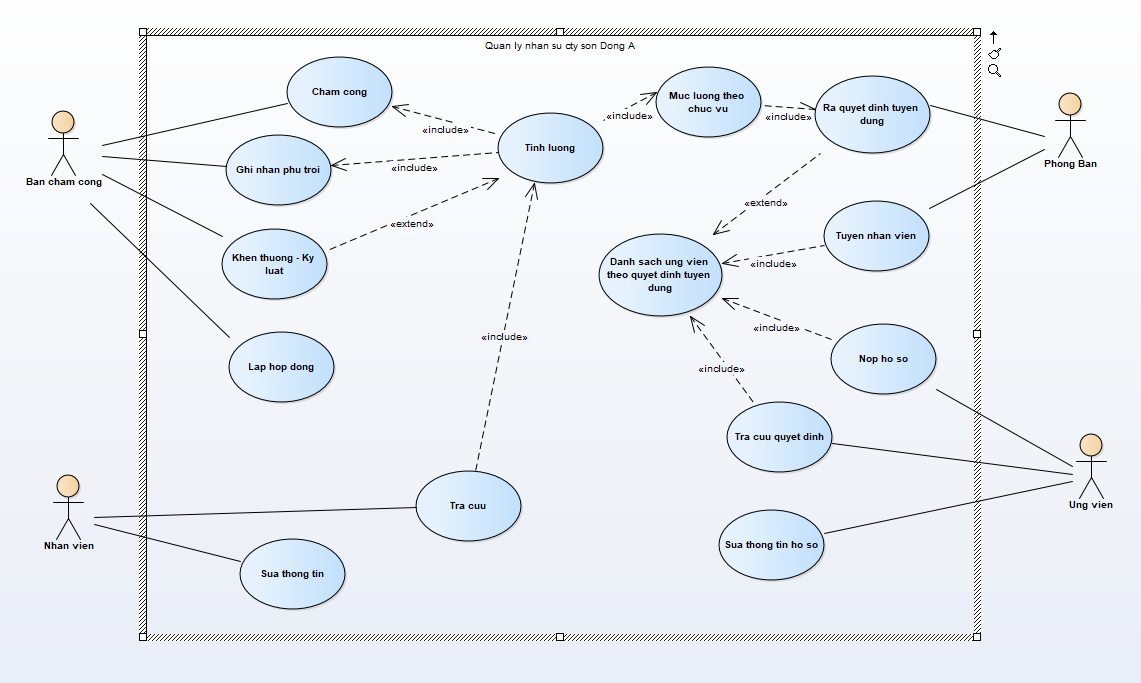 Quan ly nhan su cty son Dong A
Cham cong
Muc luong theo
chuc vu
Ra quyet dinh tuyen
dung
«include»
«include»
«include»
Tinh luong
Ban cham cong
Ghi nhan phu troi
«include»
Phong Ban
«extend»
«extend»
Khen thuong - Ky
luat
Tuyen nhan vien
Danh sach ung vien
theo quyet dinh tuyen
dung
«include»
«include»
«include»
Nop ho so
Lap hop dong
«include»
Tra cuu quyet dinh
Ung vien
Tra cuu
Nhan vien
Sua thong tin
Sua thong tin ho so